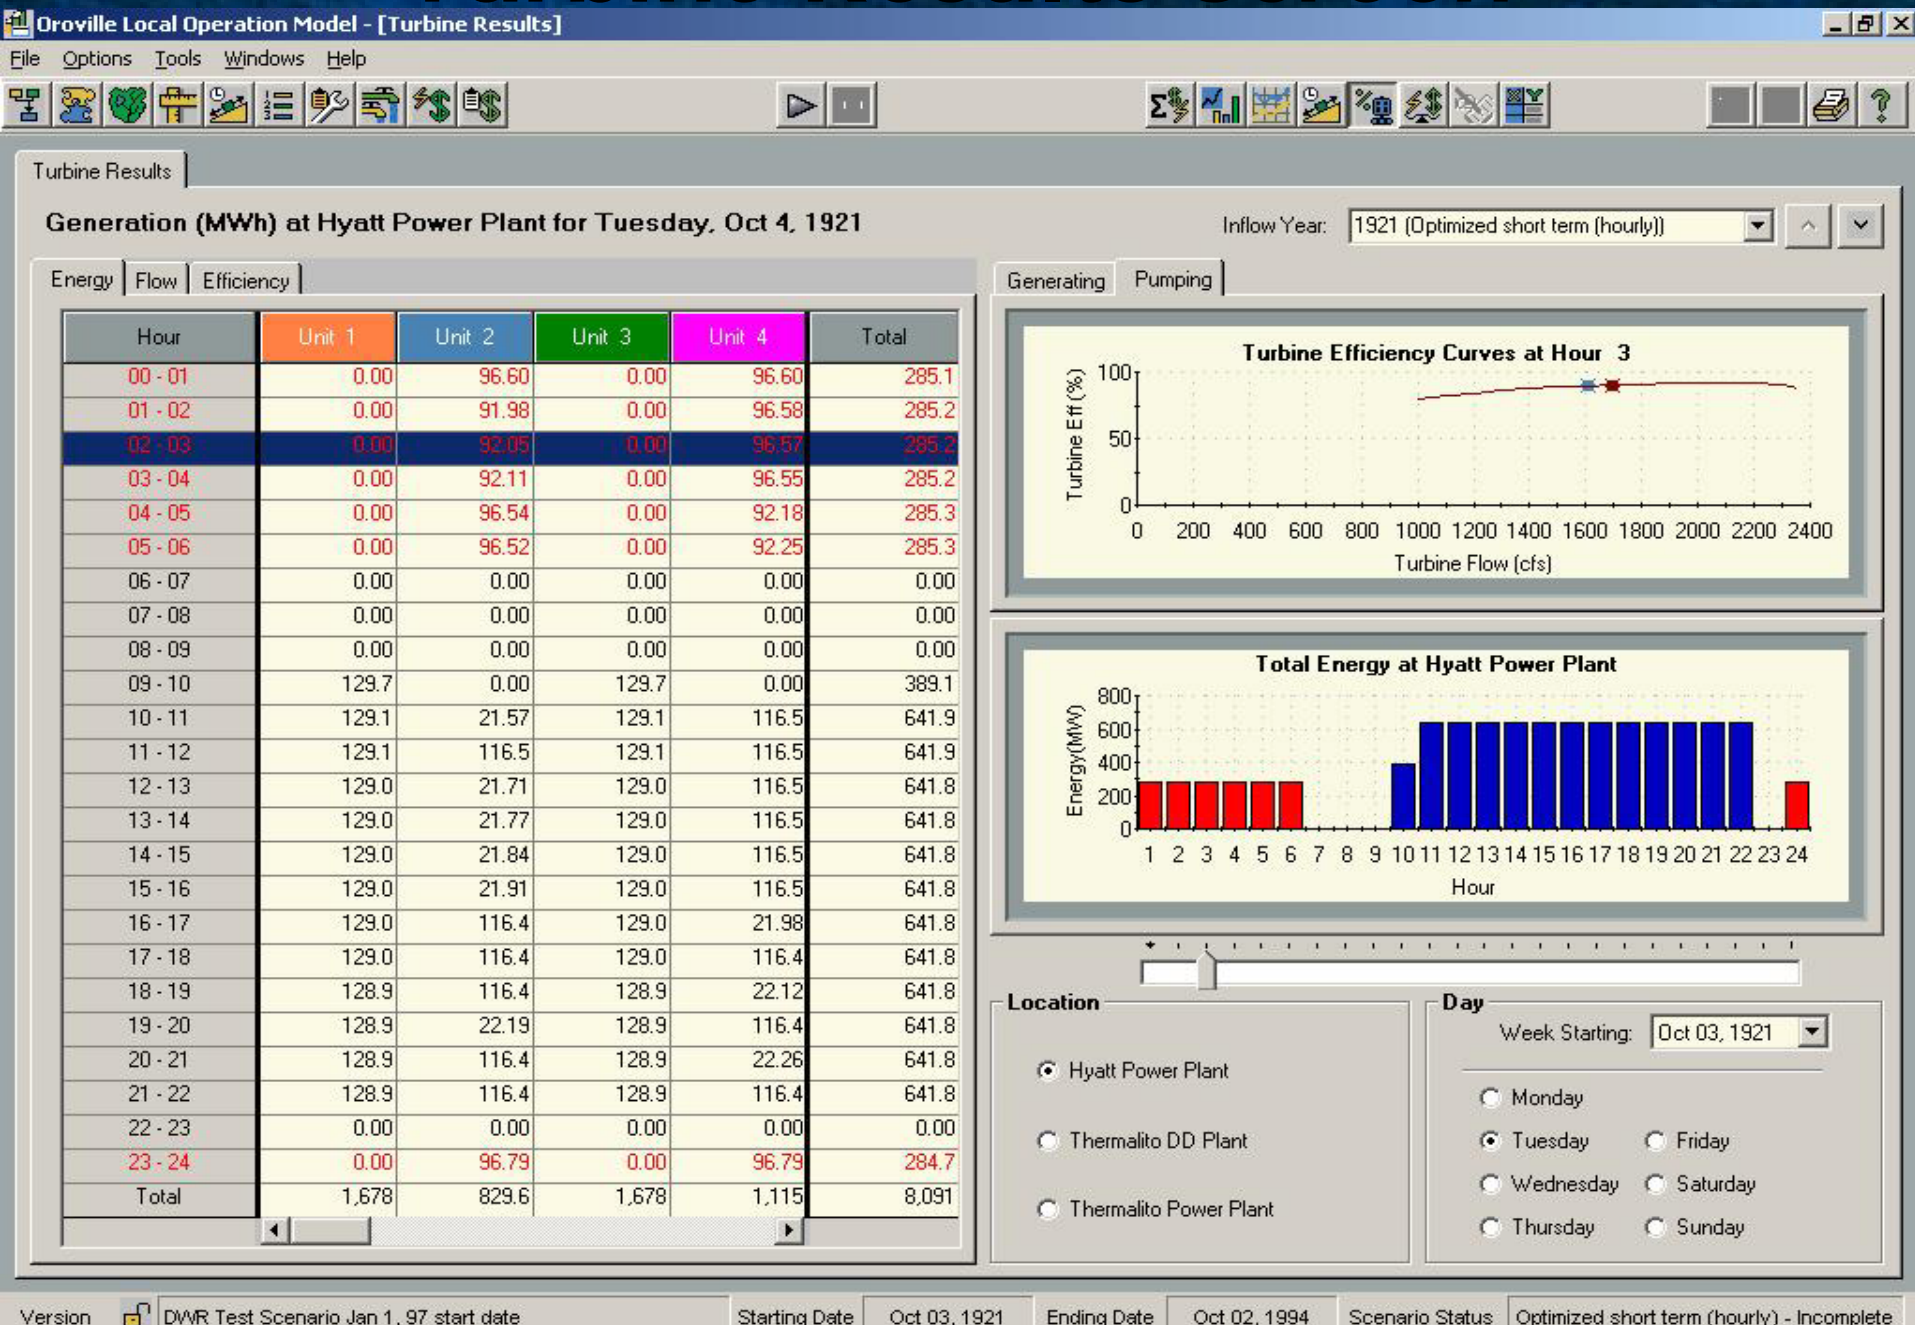 Turbine Results Screen
Oroville Local Operation Model - [Turbine Results]
File Options Tools Windows Help
Turbine Results
Generation (MWh) at Hyatt Power Plant for Tuesday, Oct 4, 1921
Inflow Year: 1921 (Optimized short term (hourly))
Energy Flow Efficiency
Hour Unit 1 Unit 2 Unit 3 Unit 4 Total
00 - 01 0.00 96.60 0.00 96.60 285.1
01 - 02 0.00 91.98 0.00 96.58 285.2
02 - 03 0.00 92.05 0.00 96.57 285.2
03 - 04 0.00 92.11 0.00 96.55 285.2
04 - 05 0.00 96.54 0.00 92.18 285.3
05 - 06 0.00 96.52 0.00 92.25 285.3
06 - 07 0.00 0.00 0.00 0.00 0.00
07 - 08 0.00 0.00 0.00 0.00 0.00
08 - 09 0.00 0.00 0.00 0.00 0.00
09 - 10 129.7 0.00 129.7 0.00 389.1
10 - 11 129.1 21.57 129.1 116.5 641.9
11 - 12 129.1 116.5 129.1 116.5 641.9
12 - 13 129.0 21.71 129.0 116.5 641.8
13 - 14 129.0 21.77 129.0 116.5 641.8
14 - 15 129.0 21.84 129.0 116.5 641.8
15 - 16 129.0 21.91 129.0 116.5 641.8
16 - 17 129.0 116.4 129.0 21.98 641.8
17 - 18 129.0 116.4 129.0 116.4 641.8
18 - 19 128.9 116.4 128.9 22.12 641.8
19 - 20 128.9 22.19 128.9 116.4 641.8
20 - 21 128.9 116.4 128.9 22.26 641.8
21 - 22 128.9 116.4 128.9 116.4 641.8
22 - 23 0.00 0.00 0.00 0.00 0.00
23 - 24 0.00 96.79 0.00 96.79 284.7
Total 1,678 829.6 1,678 1,115 8,091
Generating Pumping
Turbine Efficiency Curves at Hour 3
Turbine Eff (%)
100
50
0
0 200 400 600 800 1000 1200 1400 1600 1800 2000 2200 2400
Turbine Flow (cfs)
Total Energy at Hyatt Power Plant
Energy(MW)
800
600
400
200
0
1 2 3 4 5 6 7 8 9 10 11 12 13 14 15 16 17 18 19 20 21 22 23 24
Hour
Location
Hyatt Power Plant
Thermalito DD Plant
Thermalito Power Plant
Day
Week Starting: Oct 03, 1921
Monday
Tuesday Friday
Wednesday Saturday
Thursday Sunday
Version DWR Test Scenario Jan 1, 97 start date Starting Date Oct 03, 1921 Ending Date Oct 02, 1994 Scenario Status Optimized short term (hourly) - Incomplete